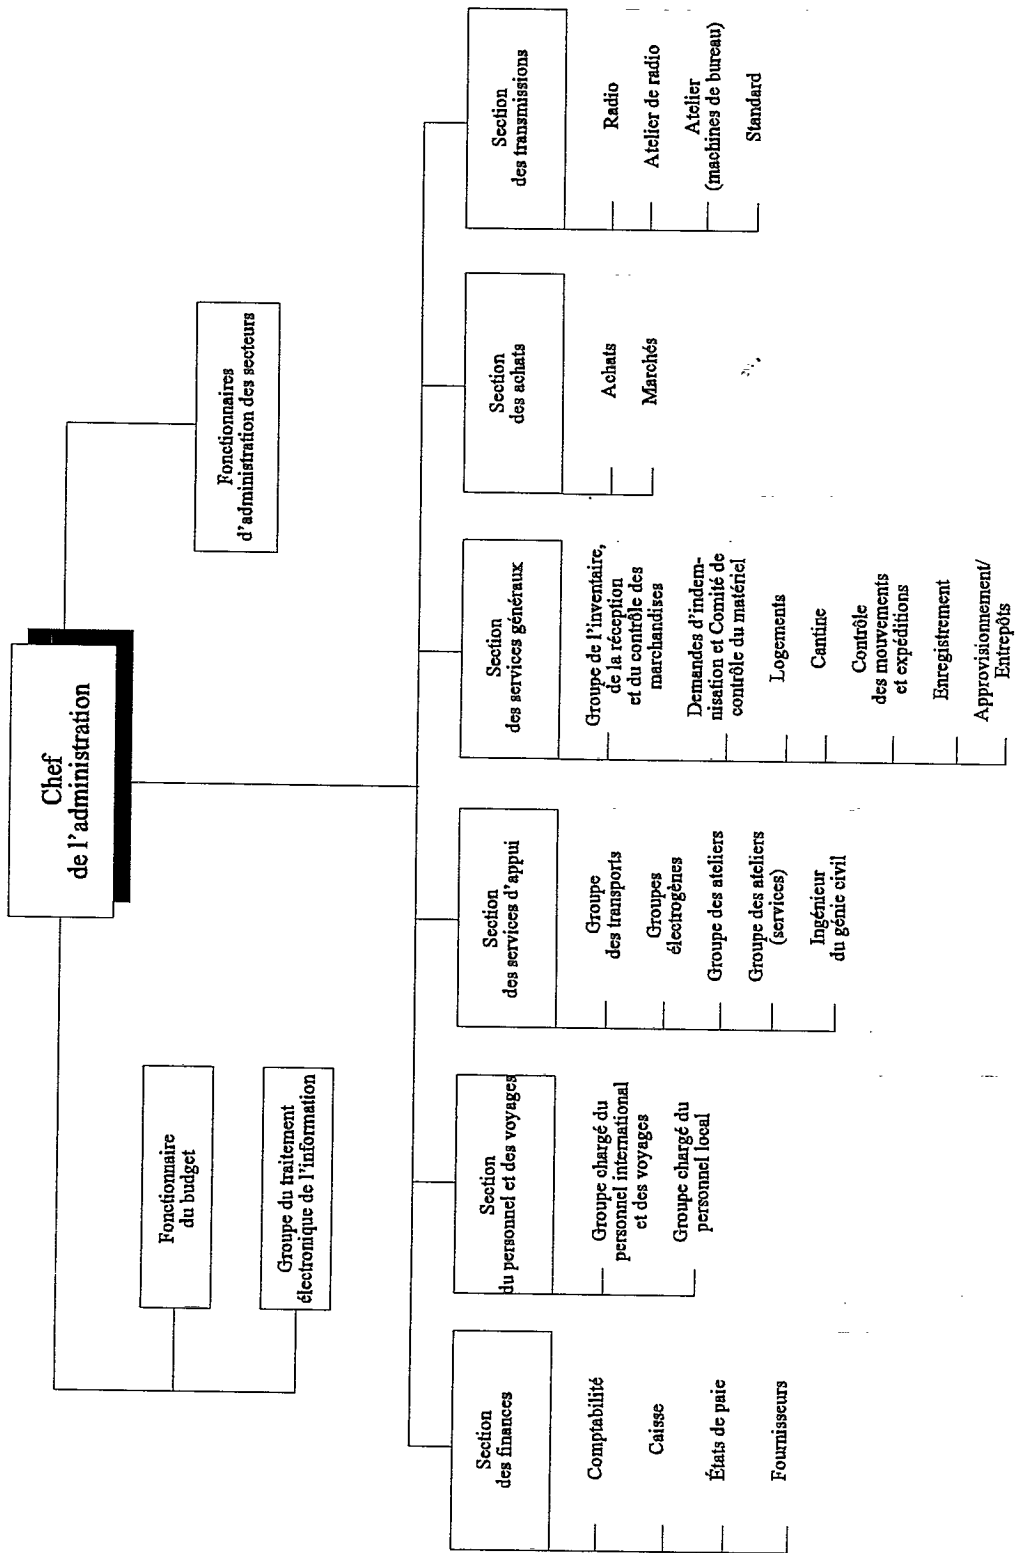 Chef
de l'administration
Fonctionnaire
du budget
Groupe du traitement
électronique de l'information
Fonctionnaires
d'administration des secteurs
Section
des finances
Comptabilité
Caisse
États de paie
Fournisseurs
Section
du personnel et des voyages
Groupe chargé du
personnel international
et des voyages
Groupe chargé du
personnel local
Section
des services d'appui
Groupe
des transports
Groupes
électrogènes
Groupe des ateliers
Groupe des ateliers
(services)
Ingénieur
du génie civil
Section
des services généraux
Groupe de l'inventaire,
de la réception
et du contrôle des
marchandises
Demandes d'indem-
nisation et Comité de
contrôle du matériel
Logements
Cantine
Contrôle
des mouvements
et expéditions
Enregistrement
Approvisionnement/
Entrepôts
Section
des achats
Achats
Marchés
Section
des transmissions
Radio
Atelier de radio
Atelier
(machines de bureau)
Standard